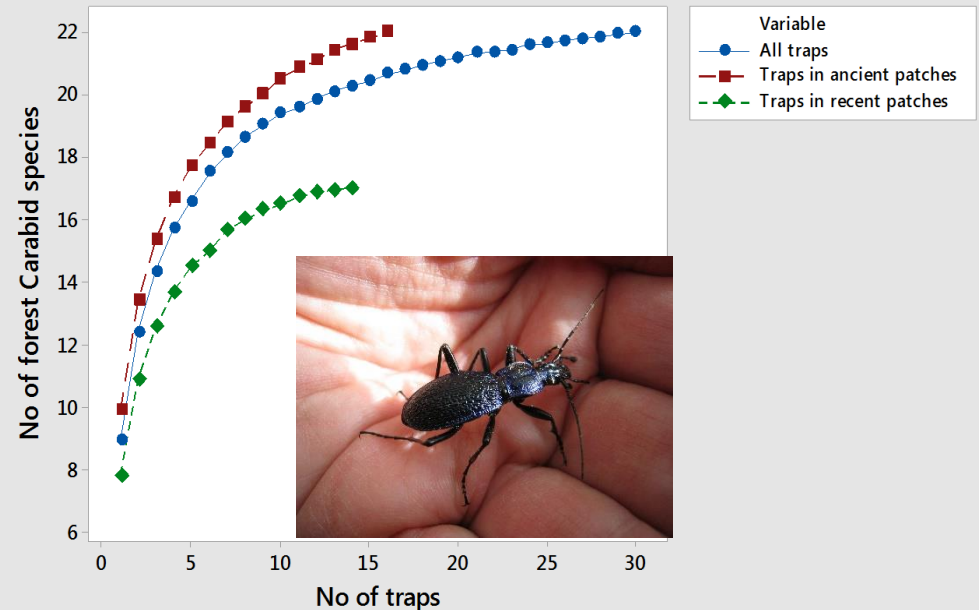 No of forest Carabid species
22
20
18
16
14
12
10
8
6
0 5 10 15 20 25 30
No of traps
Variable
All traps
Traps in ancient patches
Traps in recent patches